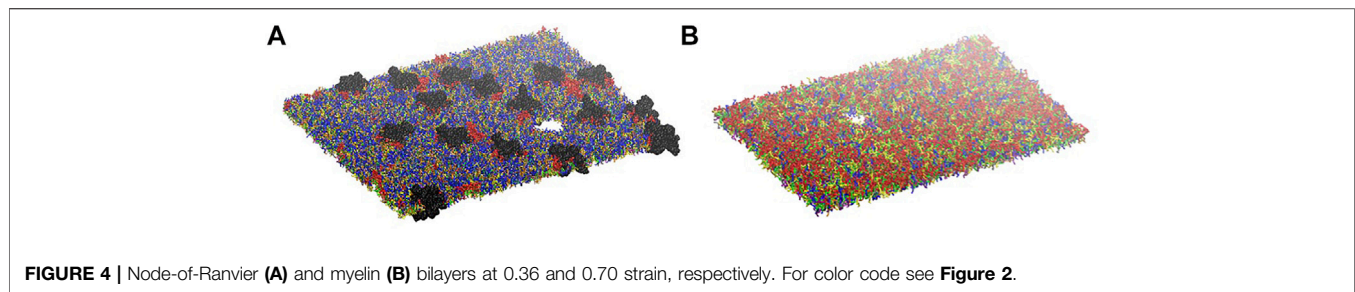 A
B
FIGURE 4 | Node-of-Ranvier (A) and myelin (B) bilayers at 0.36 and 0.70 strain, respectively. For color code see Figure 2.